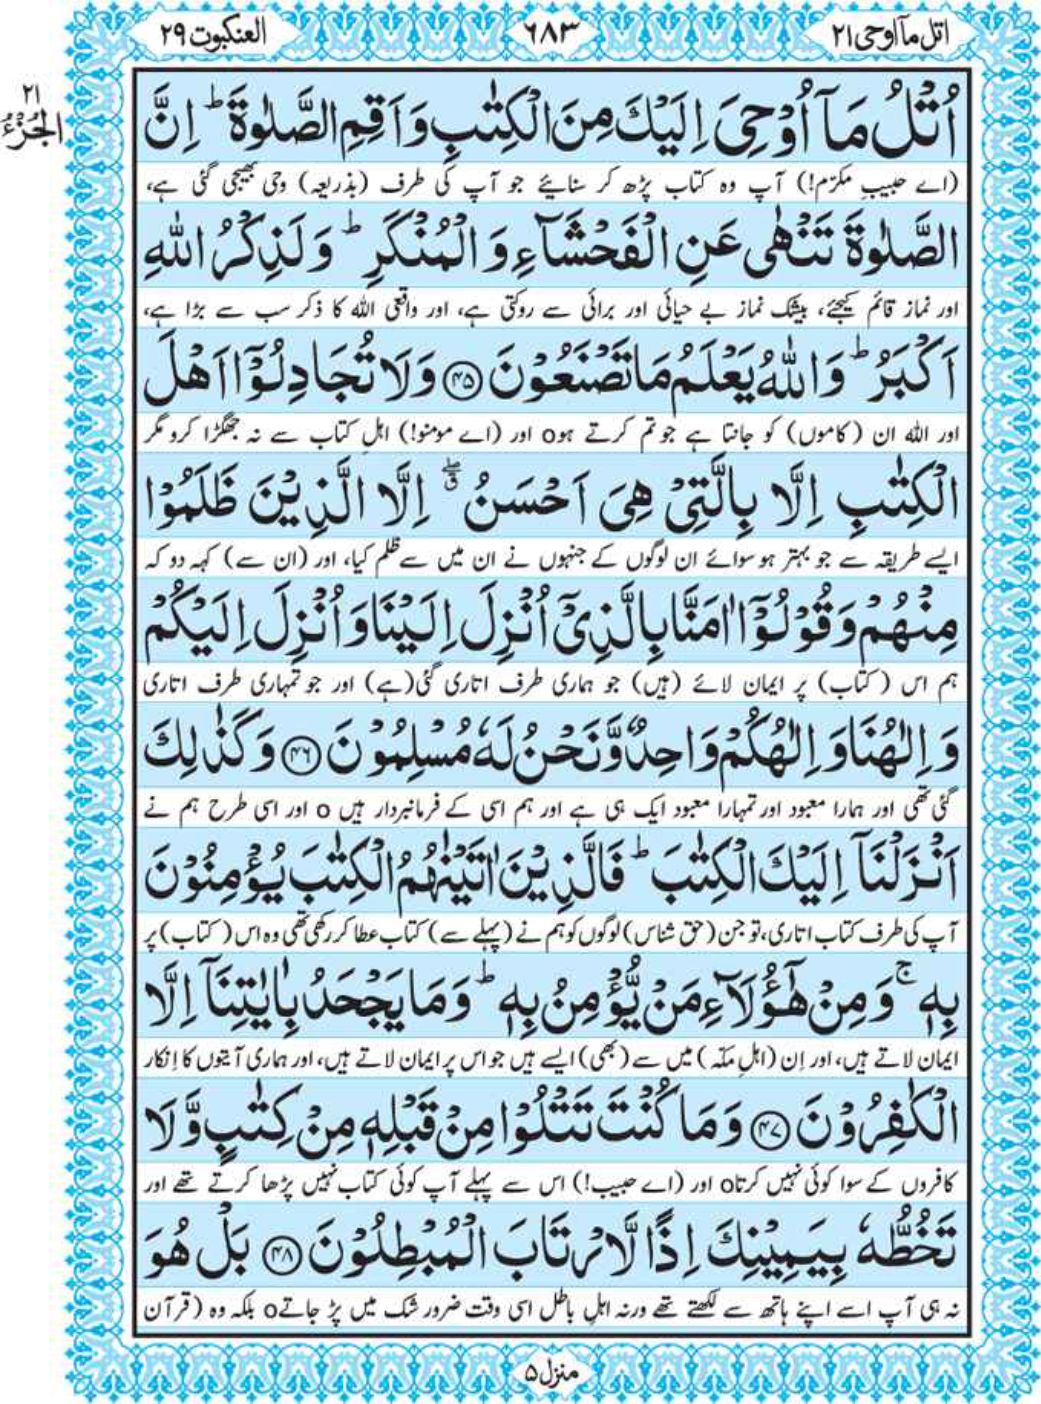 اتل ما اوحی ۲۱
۶۸۳
العنکبوت ۲۹
۲۱
الجزء
اُتْلُ مَاۤ اُوْحِیَ اِلَیْكَ مِنَ الْكِتٰبِ وَ اَقِمِ الصَّلٰوةَ ؕ اِنَّ
(اے حبیبِ مکرّم!) آپ وہ کتاب پڑھ کر سنائیے جو آپ کی طرف (بذریعہ) وحی بھیجی گئی ہے،
الصَّلٰوةَ تَنْهٰی عَنِ الْفَحْشَآءِ وَ الْمُنْكَرِ ؕ وَ لَذِكْرُ اللّٰهِ
اور نماز قائم کیجئے، بیشک نماز بے حیائی اور برائی سے روکتی ہے، اور واقعی اللہ کا ذکر سب سے بڑا ہے،
اَكْبَرُ ؕ وَ اللّٰهُ یَعْلَمُ مَا تَصْنَعُوْنَ ﴿۴۵﴾ وَ لَا تُجَادِلُوْۤا اَهْلَ
اور اللہ ان (کاموں) کو جانتا ہے جو تم کرتے ہوo اور (اے مومنو!) اہلِ کتاب سے نہ جھگڑا کرو مگر
الْكِتٰبِ اِلَّا بِالَّتِیْ هِیَ اَحْسَنُ ۖۗ اِلَّا الَّذِیْنَ ظَلَمُوْا
ایسے طریقہ سے جو بہتر ہو سوائے ان لوگوں کے جنہوں نے ان میں سے ظلم کیا، اور (ان سے) کہہ دو کہ
مِنْهُمْ وَ قُوْلُوْۤا اٰمَنَّا بِالَّذِیْۤ اُنْزِلَ اِلَیْنَا وَ اُنْزِلَ اِلَیْكُمْ
ہم اس (کتاب) پر ایمان لائے (ہیں) جو ہماری طرف اتاری گئی (ہے) اور جو تمہاری طرف اتاری
وَ اِلٰهُنَا وَ اِلٰهُكُمْ وَاحِدٌ وَّ نَحْنُ لَهٗ مُسْلِمُوْنَ ﴿۴۶﴾ وَ كَذٰلِكَ
گئی تھی اور ہمارا معبود اور تمہارا معبود ایک ہی ہے اور ہم اسی کے فرمانبردار ہیں o اور اسی طرح ہم نے
اَنْزَلْنَاۤ اِلَیْكَ الْكِتٰبَ ؕ فَالَّذِیْنَ اٰتَیْنٰهُمُ الْكِتٰبَ یُؤْمِنُوْنَ
آپ کی طرف کتاب اتاری، تو جن (حق شناس) لوگوں کو ہم نے (پہلے سے) کتاب عطا کر رکھی تھی وہ اس (کتاب) پر
بِهٖ ۚ وَ مِنْ هٰۤؤُلَآءِ مَنْ یُّؤْمِنُ بِهٖ ؕ وَ مَا یَجْحَدُ بِاٰیٰتِنَاۤ اِلَّا
ایمان لاتے ہیں، اور اِن (اہلِ مکّہ) میں سے (بھی) ایسے ہیں جو اس پر ایمان لاتے ہیں، اور ہماری آیتوں کا اِنکار
الْكٰفِرُوْنَ ﴿۴۷﴾ وَ مَا كُنْتَ تَتْلُوْا مِنْ قَبْلِهٖ مِنْ كِتٰبٍ وَّ لَا
کافروں کے سوا کوئی نہیں کرتاo اور (اے حبیب!) اس سے پہلے آپ کوئی کتاب نہیں پڑھا کرتے تھے اور
تَخُطُّهٗ بِیَمِیْنِكَ اِذًا لَّارْتَابَ الْمُبْطِلُوْنَ ﴿۴۸﴾ بَلْ هُوَ
نہ ہی آپ اسے اپنے ہاتھ سے لکھتے تھے ورنہ اہلِ باطل اسی وقت ضرور شک میں پڑ جاتےo بلکہ وہ (قرآن
منزل ۵